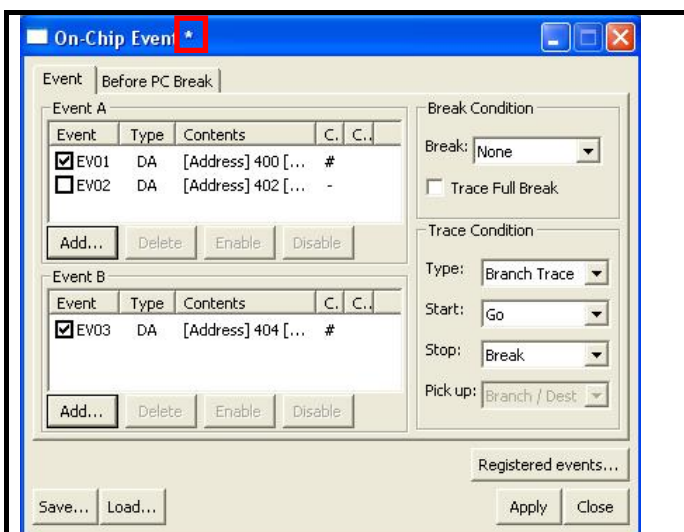 On-Chip Event *
Event Before PC Break
Event A
Event Type Contents C. C..
EV01 DA [Address] 400 [... #
EV02 DA [Address] 402 [... -
Add... Delete Enable Disable
Event B
Event Type Contents C. C..
EV03 DA [Address] 404 [... #
Add... Delete Enable Disable
Break Condition
Break: None
Trace Full Break
Trace Condition
Type: Branch Trace
Start: Go
Stop: Break
Pick up: Branch / Dest
Registered events...
Save... Load... Apply Close